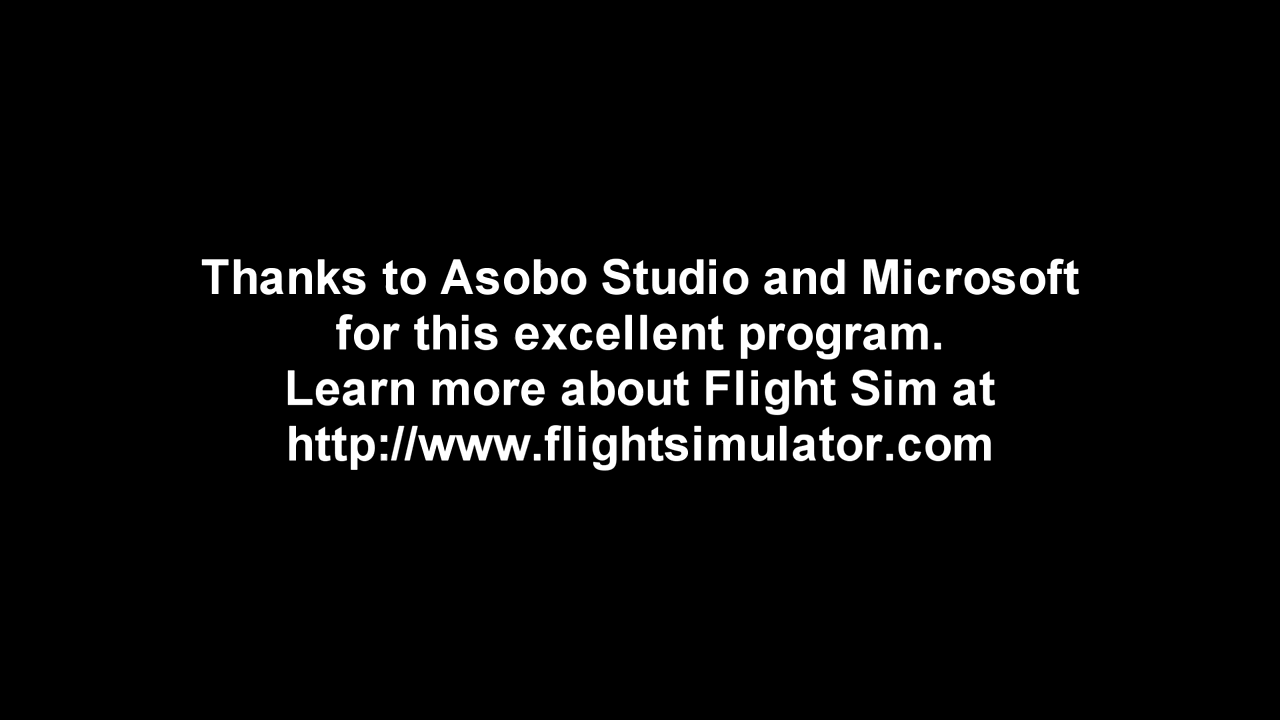 Thanks to Asobo Studio and Microsoft
for this excellent program.
Learn more about Flight Sim at
http://www.flightsimulator.com